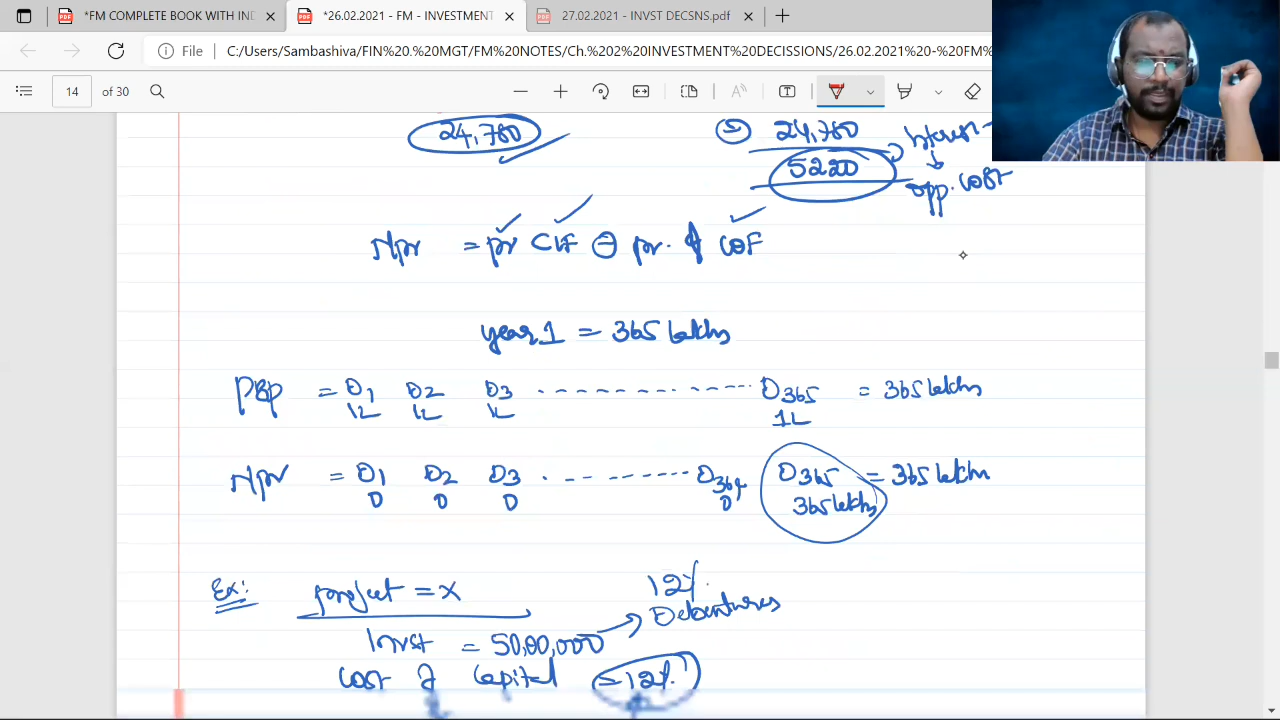 *FM COMPLETE BOOK WITH IND
*26.02.2021 - FM - INVESTMENT
27.02.2021 - INVST DECSNS.pdf
File C:/Users/Sambashiva/FIN%20.%20MGT/FM%20NOTES/Ch.%202%20INVESTMENT%20DECISSIONS/26.02.2021%20-%20FM%
14 of 30
24,780
24,780
Interest
5220
opp. cost
NPV = PV CIF - PV. of COF
year 1 = 365 lakhs
PBP = D1 D2 D3 D365 = 365 lakhs
1L 1L 1L 1L
NPV = D1 D2 D3 D364 D365 = 365 lakhs
0 0 0 0 365 lakhs
Ex: project = X 12%
Debentures
Invst = 50,00,000
cost of capital = 12%